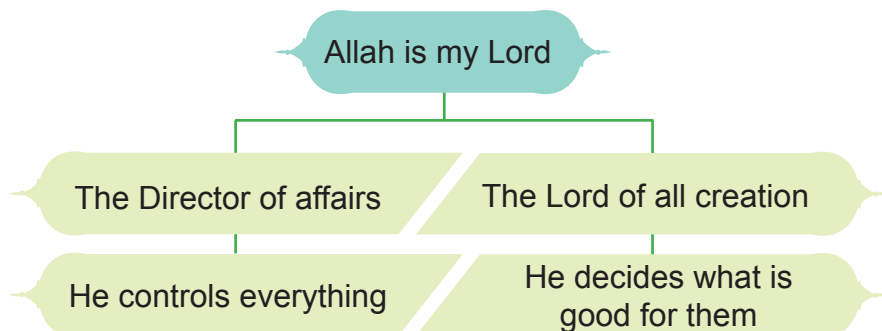 Allah is my Lord
The Director of affairs
The Lord of all creation
He controls everything
He decides what is
good for them